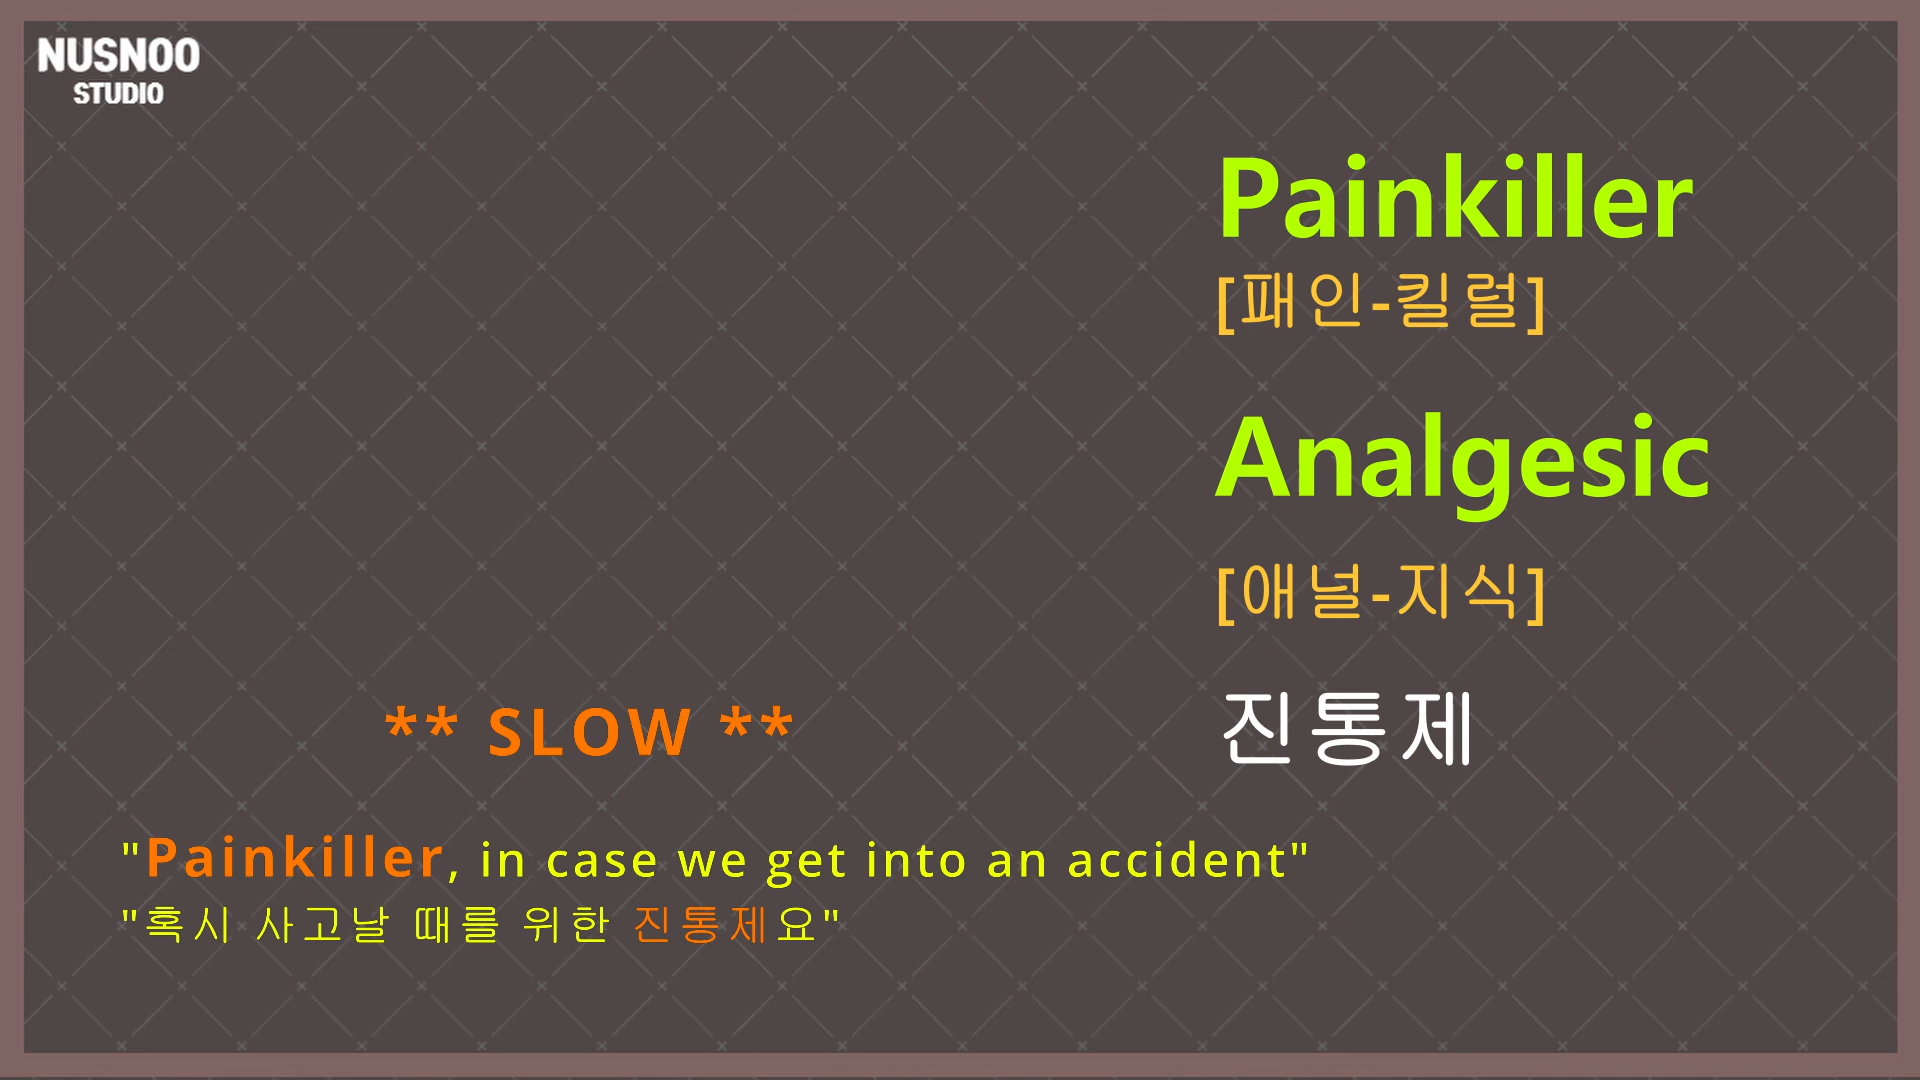 NUSNOO
STUDIO
Painkiller
[패인-킬럴]
Analgesic
[애널-지식]
진통제
** SLOW **
"Painkiller, in case we get into an accident"
"혹시 사고날 때를 위한 진통제요"